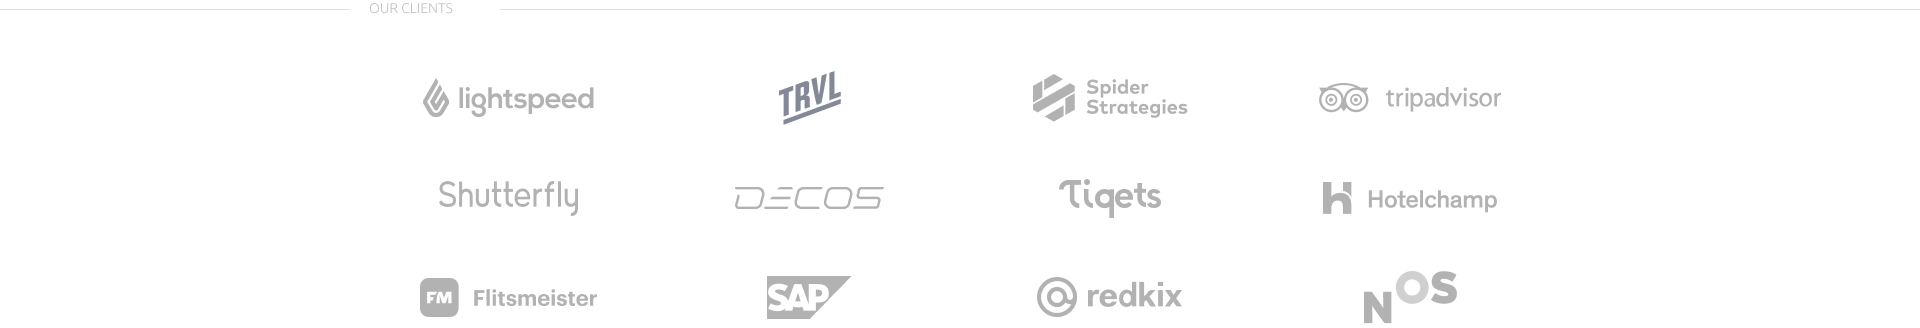 OUR CLIENTS
lightspeed
TRVL
Spider
Strategies
tripadvisor
Shutterfly
DECOS
Tiqets
Hotelchamp
FM Flitsmeister
SAP
redkix
NOS